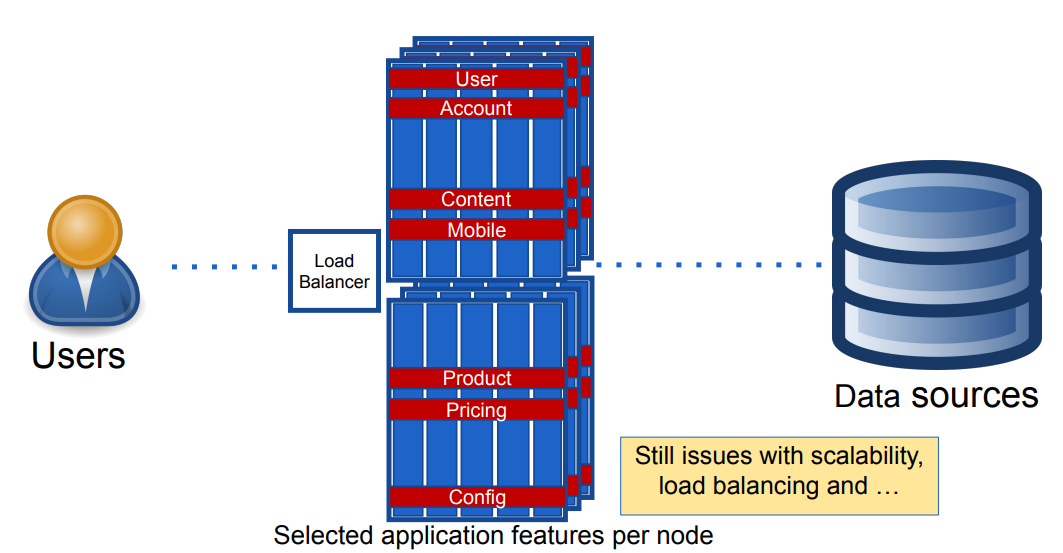 User
Account
Content
Mobile
Load
Balancer
Users
Product
Pricing
Config
Data sources
Still issues with scalability,
load balancing and …
Selected application features per node